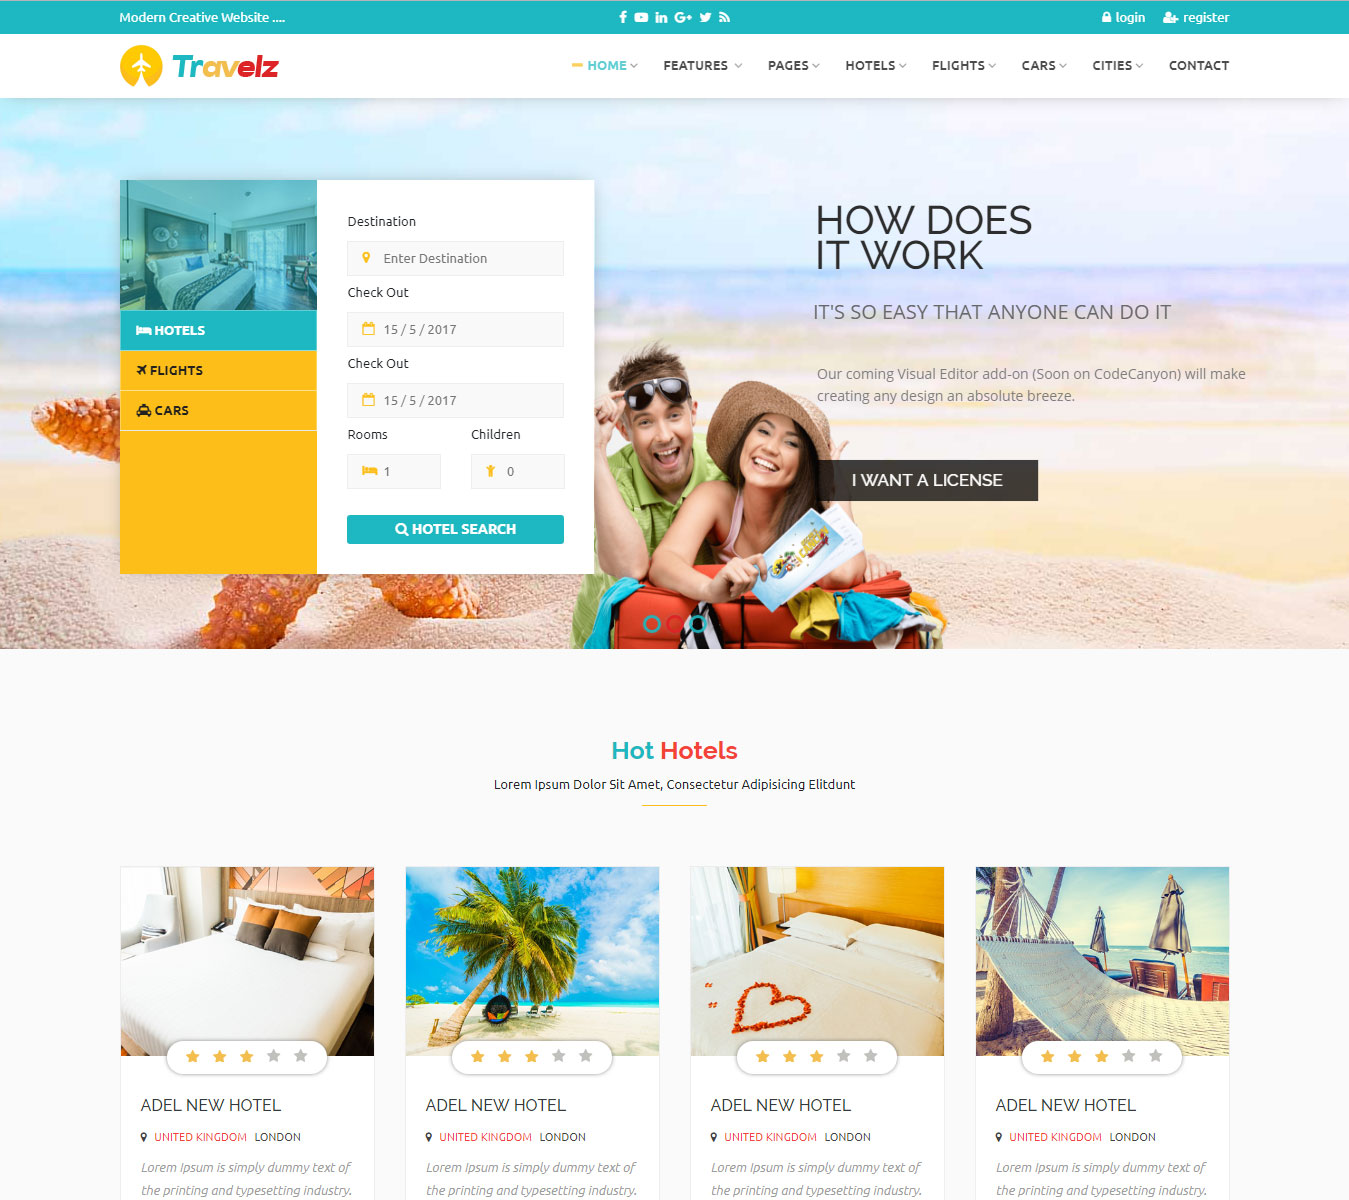 Modern Creative Website ....
login register
Travelz
HOME FEATURES PAGES HOTELS FLIGHTS CARS CITIES CONTACT
HOTELS
FLIGHTS
CARS
Destination
Enter Destination
Check Out
15 / 5 / 2017
Check Out
15 / 5 / 2017
Rooms Children
1 0
HOTEL SEARCH
HOW DOES
IT WORK
IT'S SO EASY THAT ANYONE CAN DO IT
Our coming Visual Editor add-on (Soon on CodeCanyon) will make
creating any design an absolute breeze.
I WANT A LICENSE
Hot Hotels
Lorem Ipsum Dolor Sit Amet, Consectetur Adipisicing Elitdunt
ADEL NEW HOTEL
UNITED KINGDOM LONDON
Lorem Ipsum is simply dummy text of
the printing and typesetting industry.
ADEL NEW HOTEL
UNITED KINGDOM LONDON
Lorem Ipsum is simply dummy text of
the printing and typesetting industry.
ADEL NEW HOTEL
UNITED KINGDOM LONDON
Lorem Ipsum is simply dummy text of
the printing and typesetting industry.
ADEL NEW HOTEL
UNITED KINGDOM LONDON
Lorem Ipsum is simply dummy text of
the printing and typesetting industry.